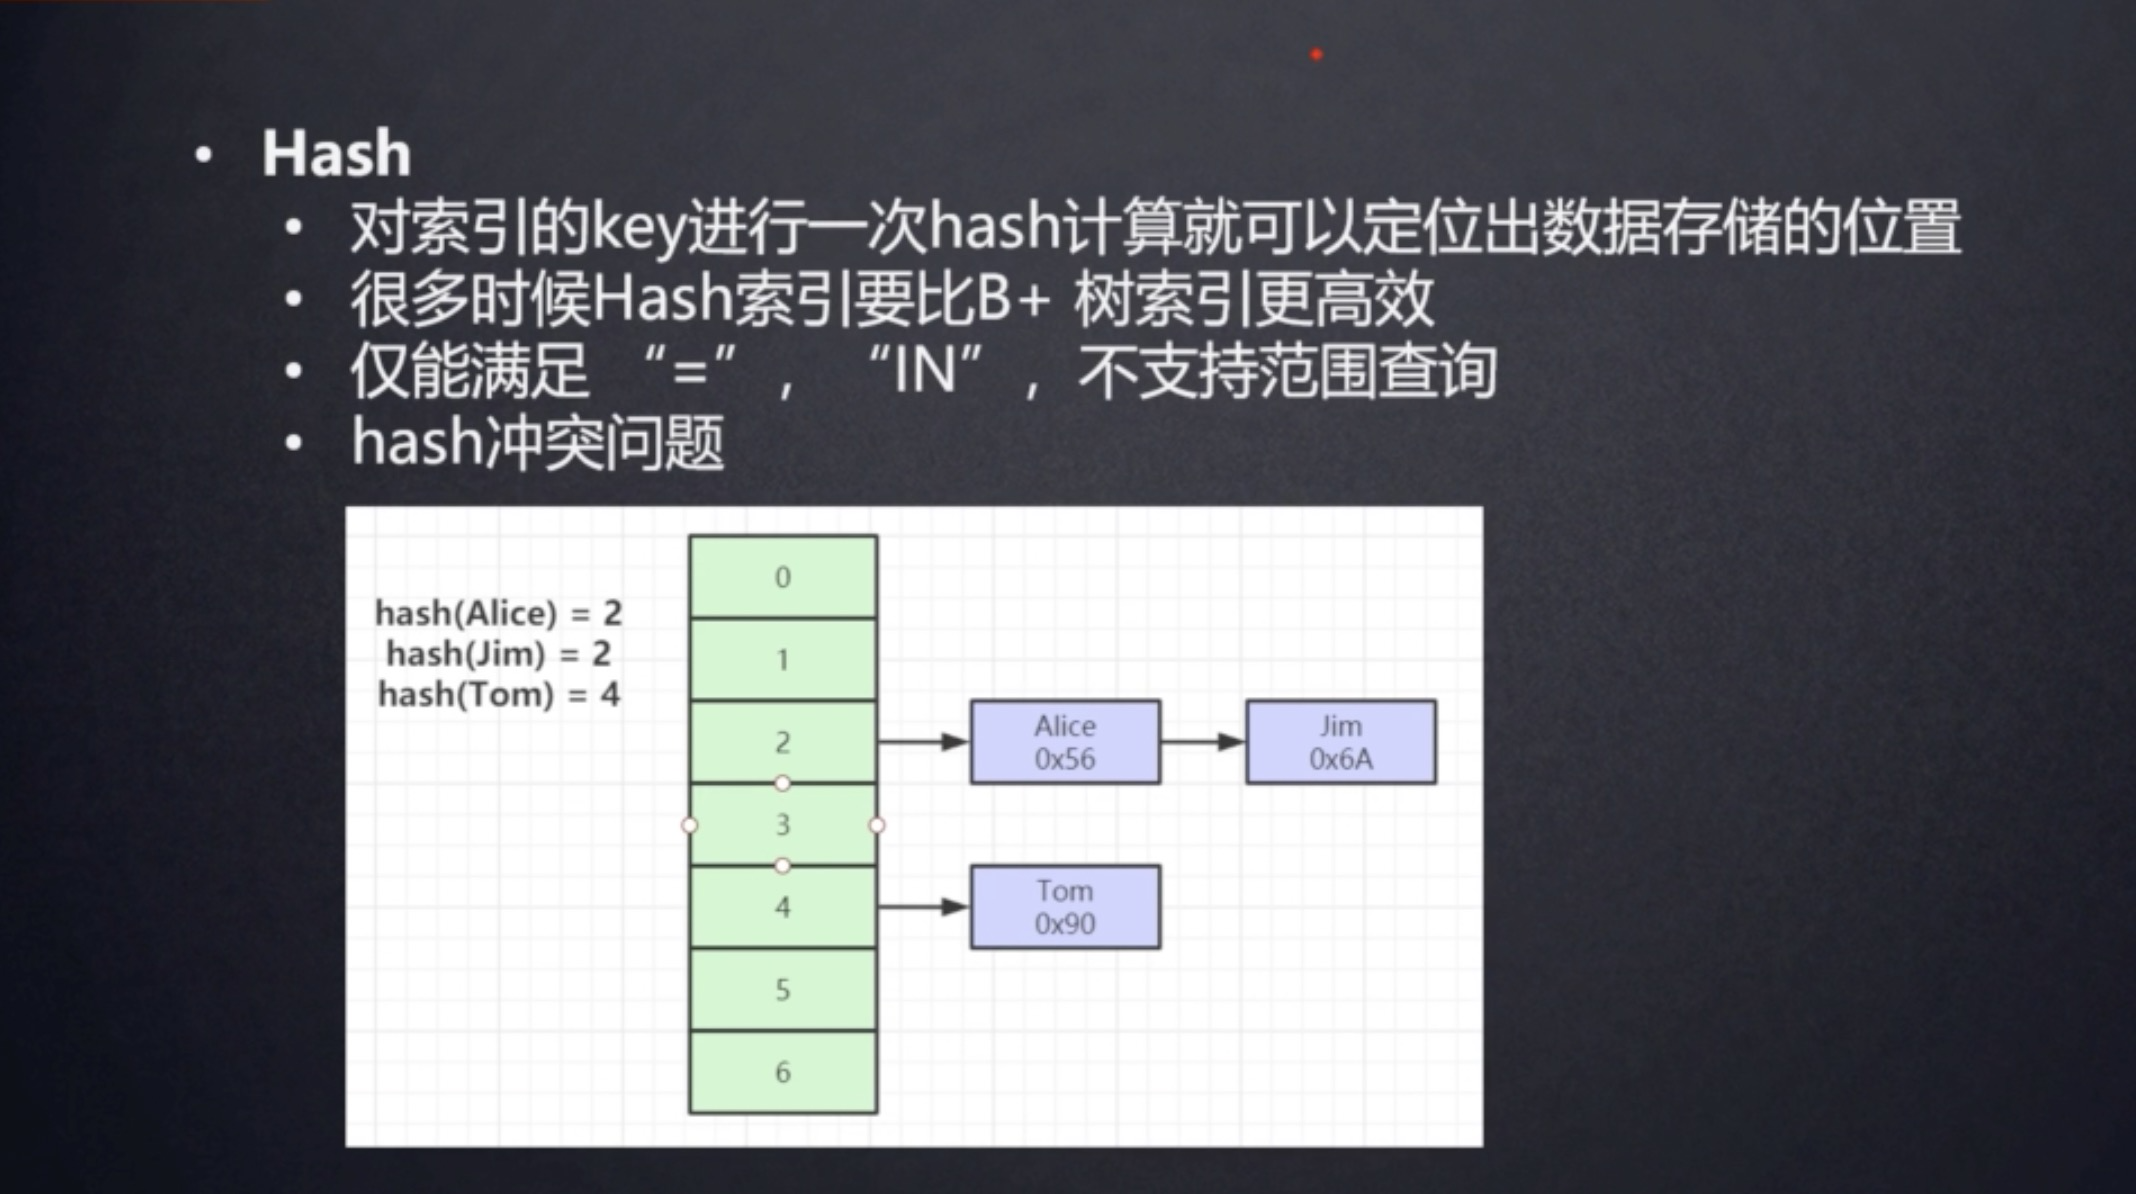 • Hash
• 对索引的key进行一次hash计算就可以定位出数据存储的位置
• 很多时候Hash索引要比B+ 树索引更高效
• 仅能满足 “=”， “IN”，不支持范围查询
• hash冲突问题
hash(Alice) = 2
hash(Jim) = 2
hash(Tom) = 4
0
1
2
Alice
0x56
Jim
0x6A
3
4
Tom
0x90
5
6